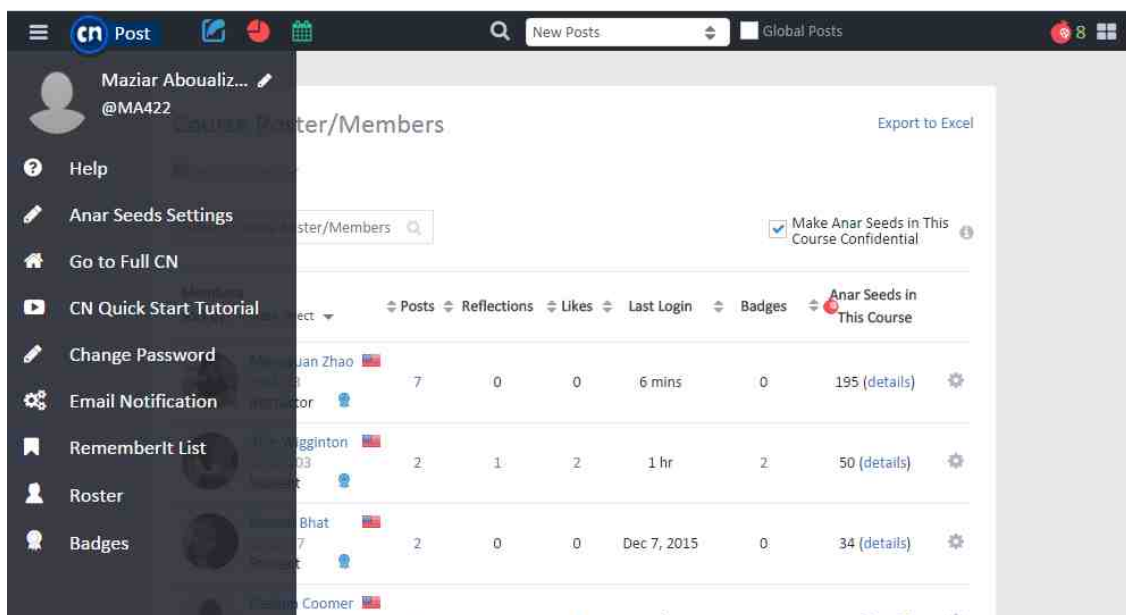 CN Post New Posts Global Posts 8
Maziar Aboualiz...
@MA422
Course Roster/Members
Export to Excel
Help
Anar Seeds Settings
Go to Full CN
CN Quick Start Tutorial
Change Password
Email Notification
RememberIt List
Roster
Badges
ster/Members
Make Anar Seeds in This
Course Confidential
Posts Reflections Likes Last Login Badges Anar Seeds in
This Course
Zhao
7 0 0 6 mins 0 195 (details)
Wigginton
2 1 2 1 hr 2 50 (details)
Bhat
2 0 0 Dec 7, 2015 0 34 (details)
Coomer